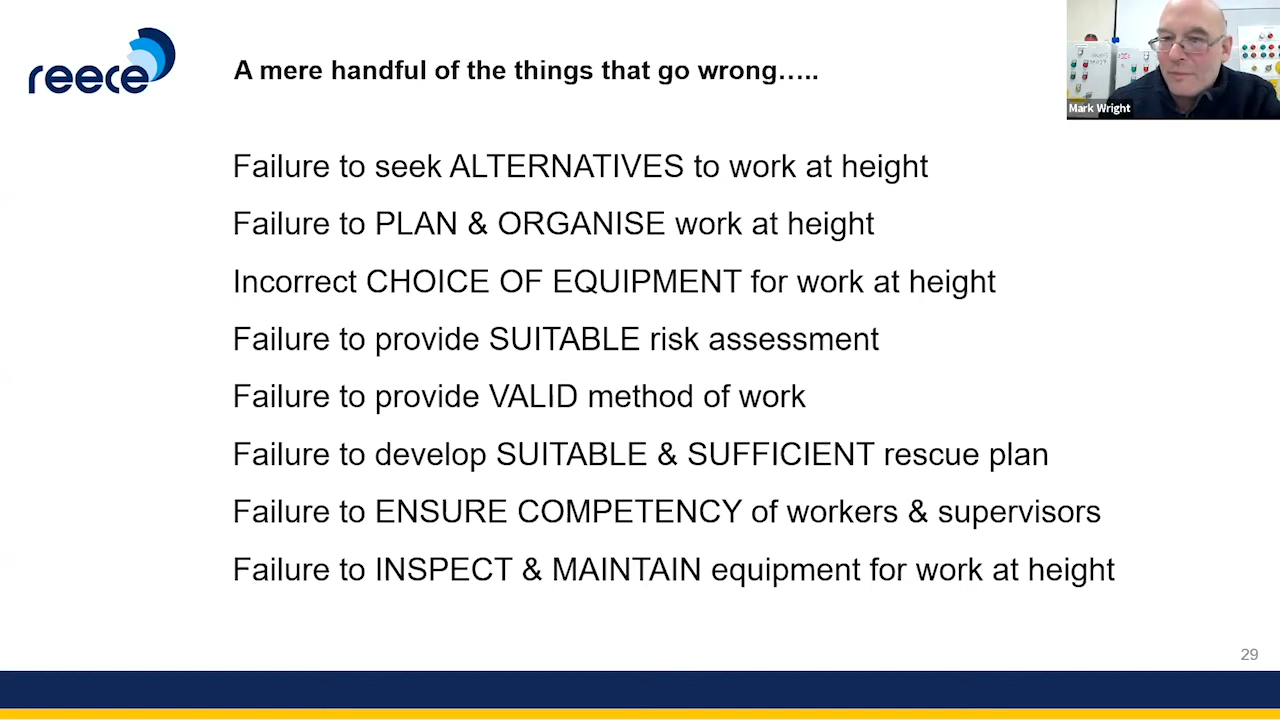 reece
A mere handful of the things that go wrong…..
Mark Wright
Failure to seek ALTERNATIVES to work at height
Failure to PLAN & ORGANISE work at height
Incorrect CHOICE OF EQUIPMENT for work at height
Failure to provide SUITABLE risk assessment
Failure to provide VALID method of work
Failure to develop SUITABLE & SUFFICIENT rescue plan
Failure to ENSURE COMPETENCY of workers & supervisors
Failure to INSPECT & MAINTAIN equipment for work at height
29